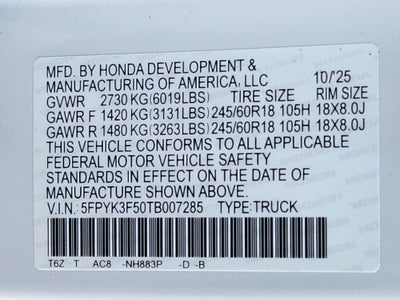 MFD. BY HONDA DEVELOPMENT &
MANUFACTURING OF AMERICA, LLC 10/'25
GVWR 2730 KG(6019LBS) TIRE SIZE RIM SIZE
GAWR F 1420 KG(3131LBS) 245/60R18 105H 18X8.0J
GAWR R 1480 KG(3263LBS) 245/60R18 105H 18X8.0J
THIS VEHICLE CONFORMS TO ALL APPLICABLE
FEDERAL MOTOR VEHICLE SAFETY
STANDARDS IN EFFECT ON THE DATE OF
MANUFACTURE SHOWN ABOVE.
V.I.N.: 5FPYK3F50TB007285 TYPE:TRUCK
T6Z T AC8 -NH883P -D -B